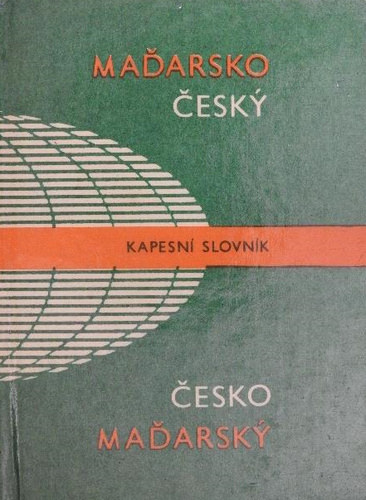 MAĎARSKO
ČESKÝ
KAPESNÍ SLOVNÍK
ČESKO
MAĎARSKÝ